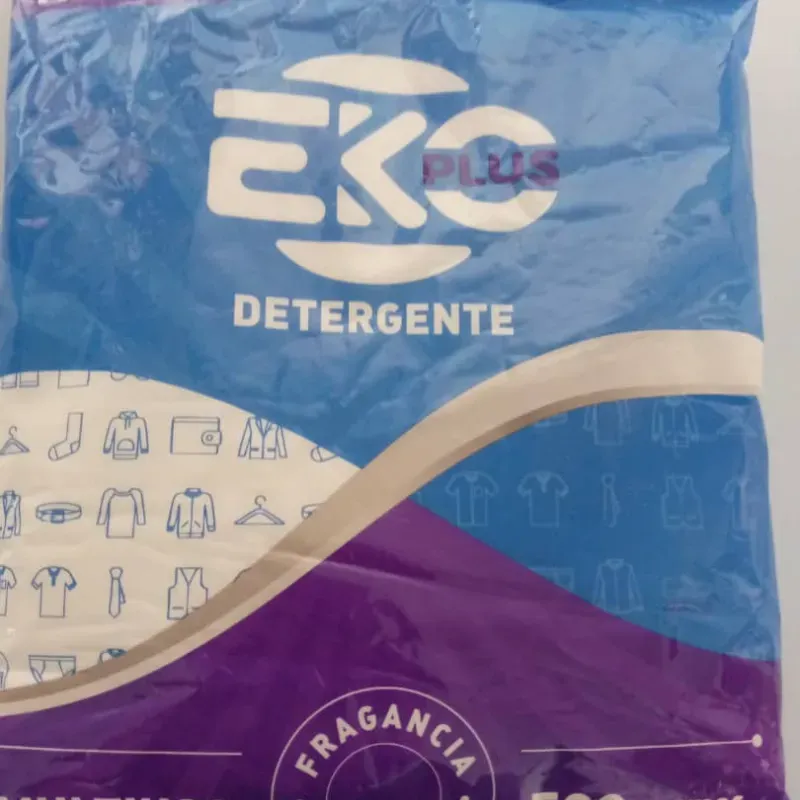 EKO
PLUS
DETERGENTE
FRAGANCIA